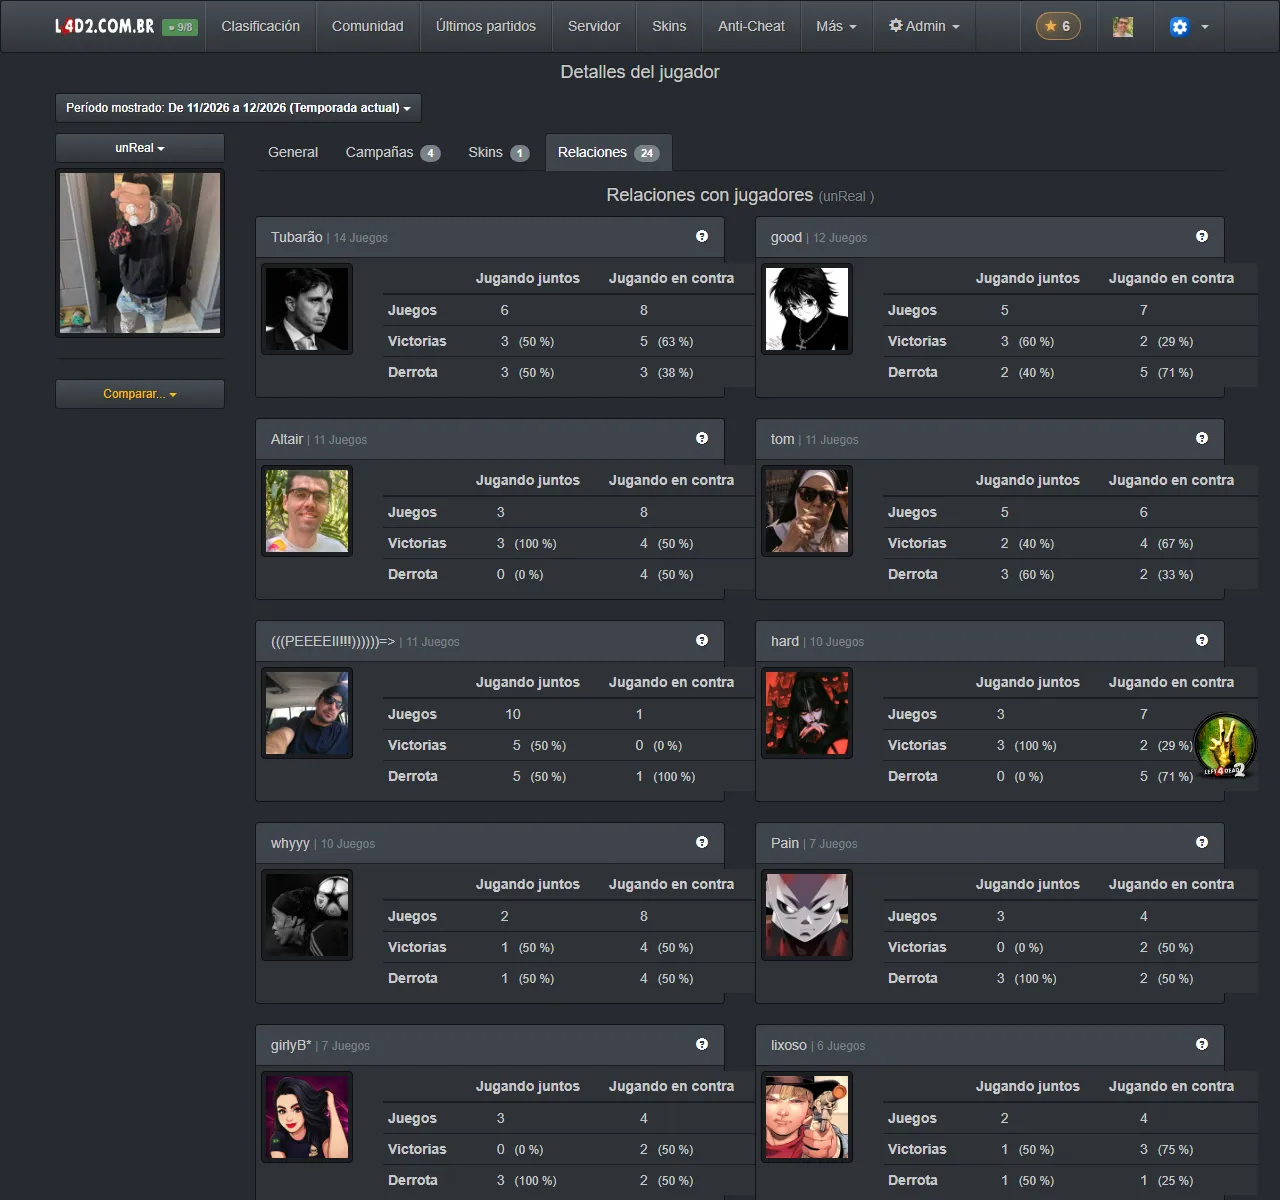 L4D2.COM.BR 9/8 Clasificación Comunidad Últimos partidos Servidor Skins Anti-Cheat Más Admin 6
Detalles del jugador
Período mostrado: De 11/2026 a 12/2026 (Temporada actual)
unReal
Comparar...
General Campañas 4 Skins 1 Relaciones 24
Relaciones con jugadores (unReal )
Tubarão | 14 Juegos
Jugando juntos Jugando en contra
Juegos 6 8
Victorias 3 (50 %) 5 (63 %)
Derrota 3 (50 %) 3 (38 %)
good | 12 Juegos
Jugando juntos Jugando en contra
Juegos 5 7
Victorias 3 (60 %) 2 (29 %)
Derrota 2 (40 %) 5 (71 %)
Altair | 11 Juegos
Jugando juntos Jugando en contra
Juegos 3 8
Victorias 3 (100 %) 4 (50 %)
Derrota 0 (0 %) 4 (50 %)
tom | 11 Juegos
Jugando juntos Jugando en contra
Juegos 5 6
Victorias 2 (40 %) 4 (67 %)
Derrota 3 (60 %) 2 (33 %)
(((PEEEEII!!!))))))=> | 11 Juegos
Jugando juntos Jugando en contra
Juegos 10 1
Victorias 5 (50 %) 0 (0 %)
Derrota 5 (50 %) 1 (100 %)
hard | 10 Juegos
Jugando juntos Jugando en contra
Juegos 3 7
Victorias 3 (100 %) 2 (29 %)
Derrota 0 (0 %) 5 (71 %)
LEFT 4 DEAD 2
whyyy | 10 Juegos
Jugando juntos Jugando en contra
Juegos 2 8
Victorias 1 (50 %) 4 (50 %)
Derrota 1 (50 %) 4 (50 %)
Pain | 7 Juegos
Jugando juntos Jugando en contra
Juegos 3 4
Victorias 0 (0 %) 2 (50 %)
Derrota 3 (100 %) 2 (50 %)
girlyB* | 7 Juegos
Jugando juntos Jugando en contra
Juegos 3 4
Victorias 0 (0 %) 2 (50 %)
Derrota 3 (100 %) 2 (50 %)
lixoso | 6 Juegos
Jugando juntos Jugando en contra
Juegos 2 4
Victorias 1 (50 %) 3 (75 %)
Derrota 1 (50 %) 1 (25 %)